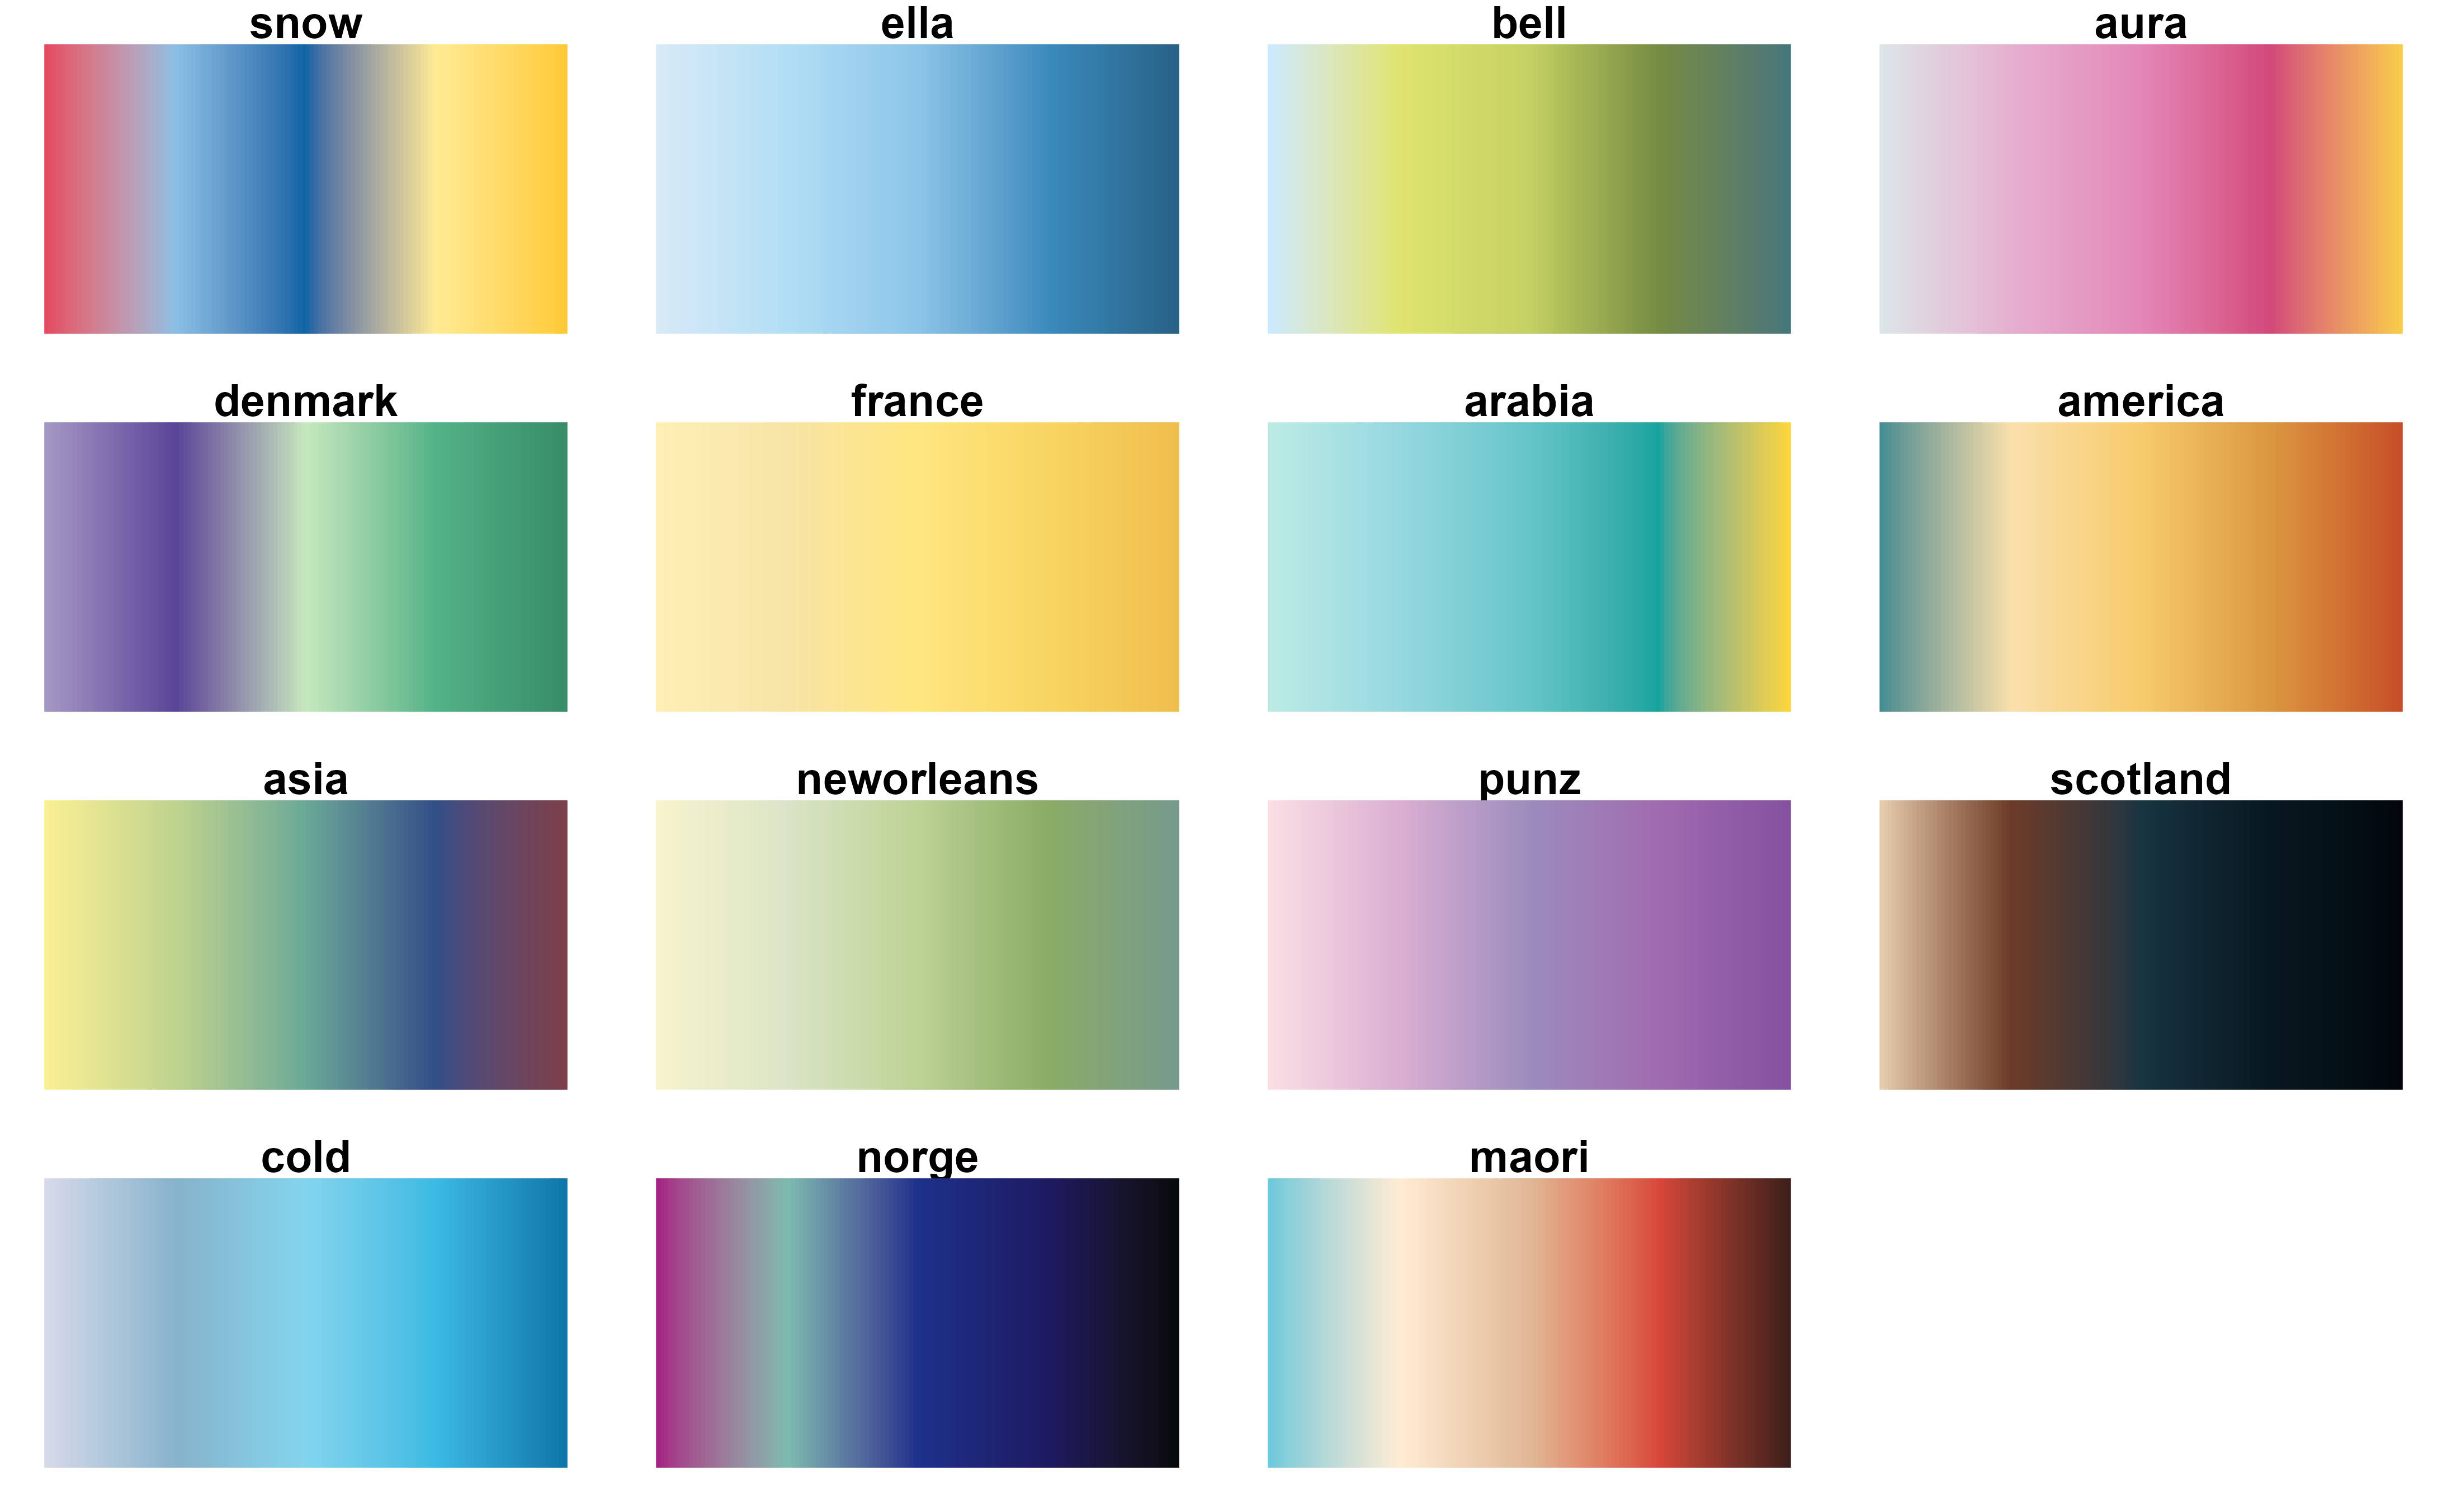 snow
ella
bell
aura
denmark
france
arabia
america
asia
neworleans
punz
scotland
cold
norge
maori